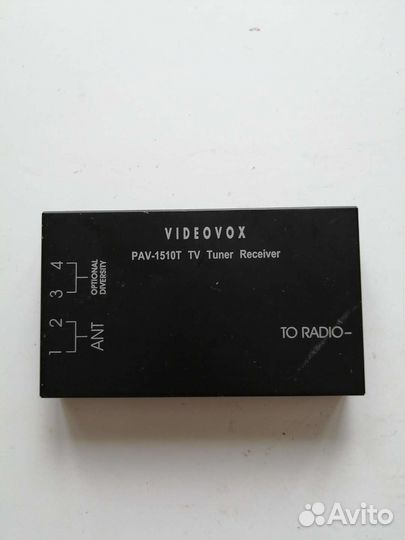 VIDEOVOX
PAV-1510T TV Tuner Receiver
1 2 3 4
ANT
OPTIONAL
DIVERSITY
TO RADIO–
Avito